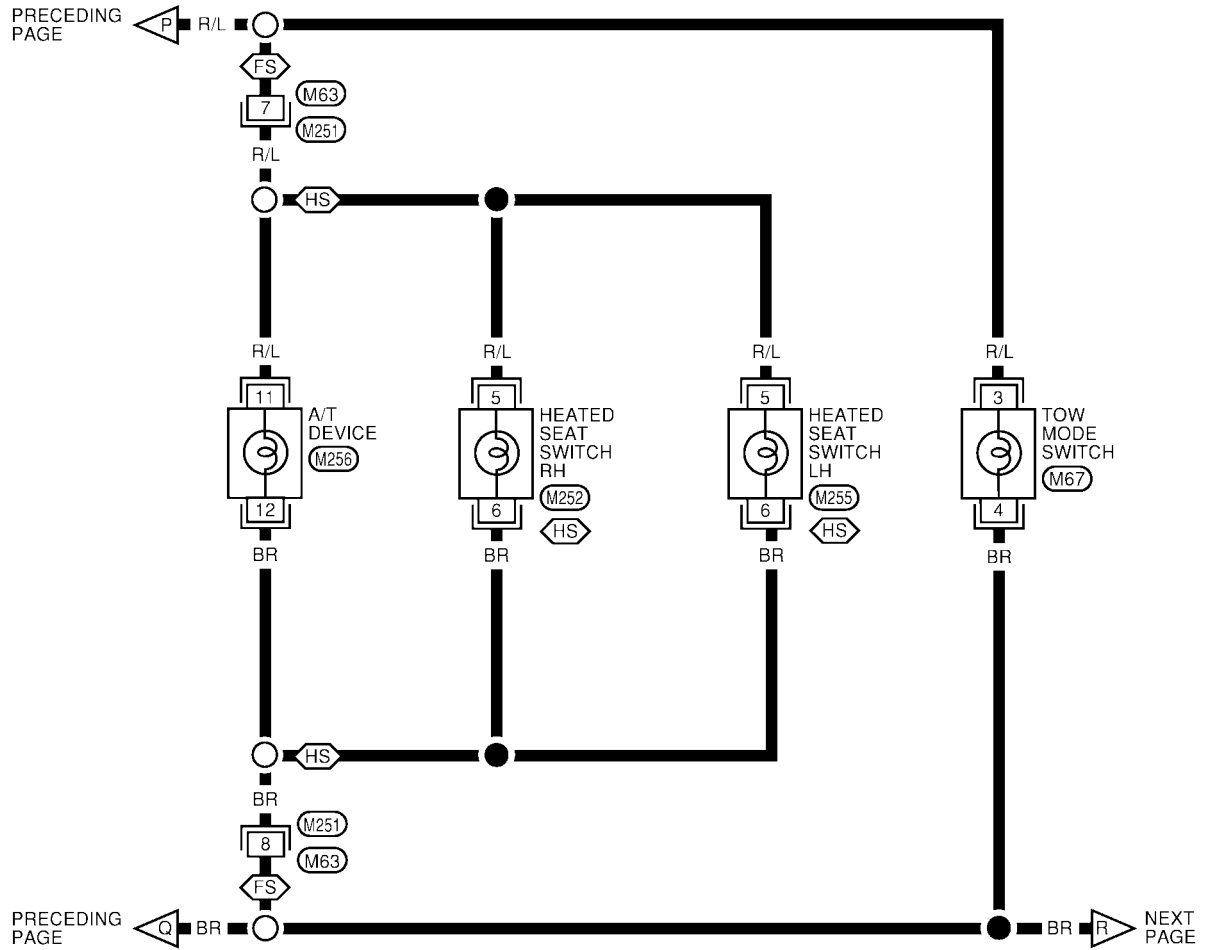 PRECEDING
PAGE
P
R/L
FS
7
M63
M251
R/L
HS
R/L
R/L
R/L
R/L
11
A/T
DEVICE
M256
12
5
HEATED
SEAT
SWITCH
RH
M252
HS
6
5
HEATED
SEAT
SWITCH
LH
M255
HS
6
3
TOW
MODE
SWITCH
M67
4
BR
BR
BR
BR
HS
BR
M251
8
M63
FS
PRECEDING
PAGE
Q
BR
BR
R
NEXT
PAGE